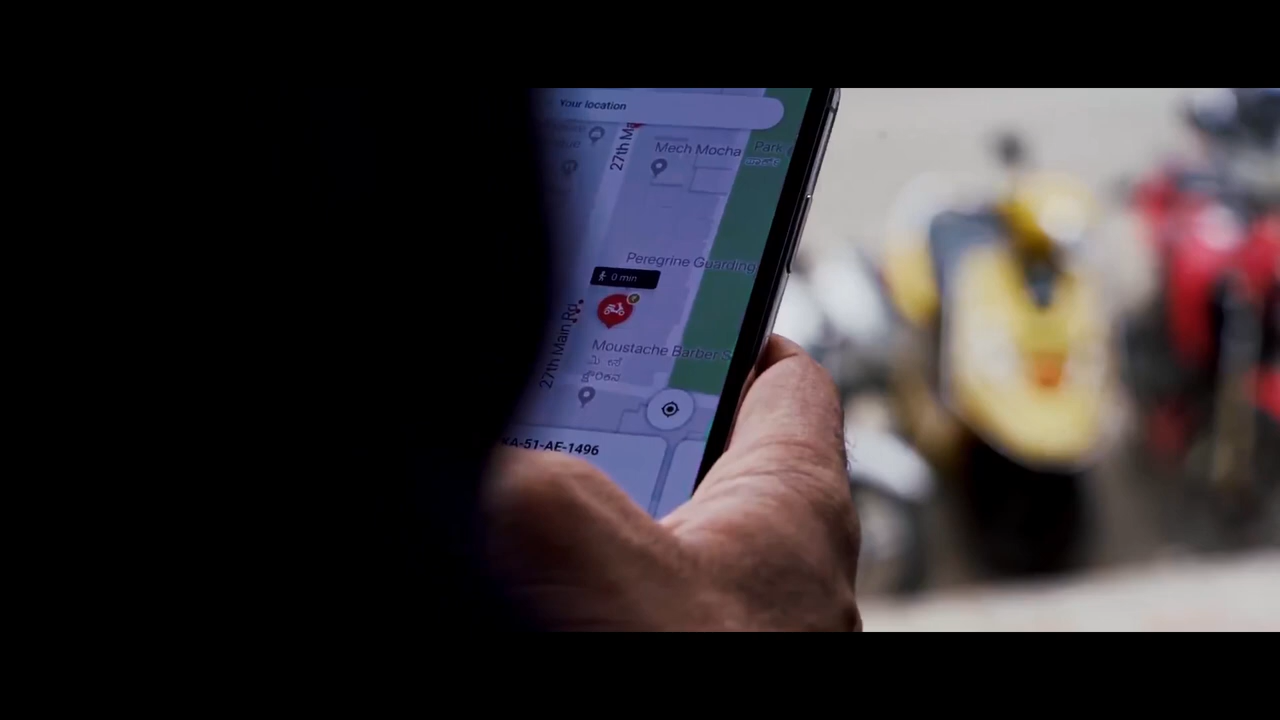 Your location
27th Ma
Mech Mocha
Park
Peregrine Guarding
0 min
27th Main Rd
Moustache Barber S
KA-51-AE-1496